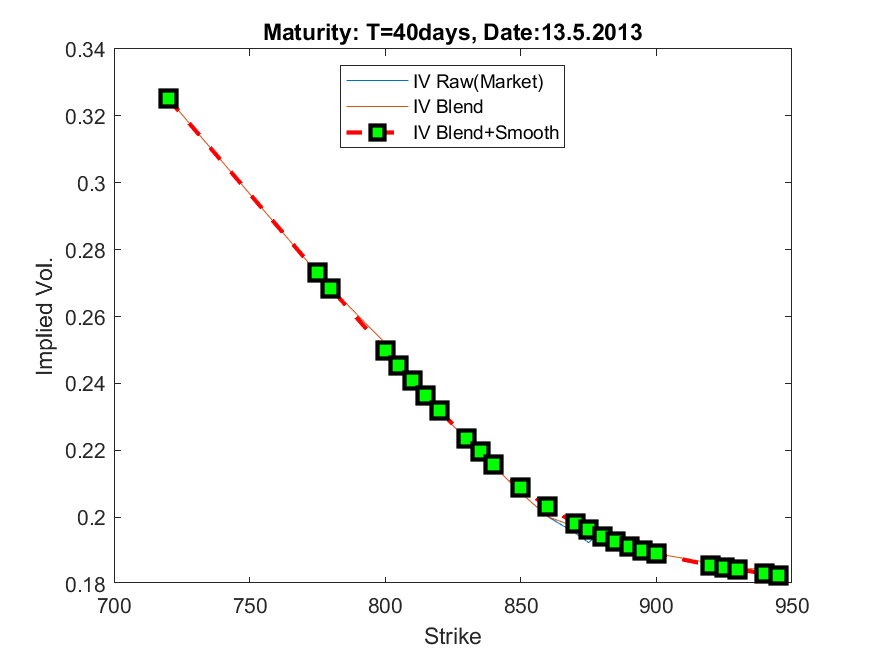 Maturity: T=40days, Date:13.5.2013
IV Raw(Market)
IV Blend
IV Blend+Smooth
Implied Vol.
0.34
0.32
0.3
0.28
0.26
0.24
0.22
0.2
0.18
700 750 800 850 900 950
Strike